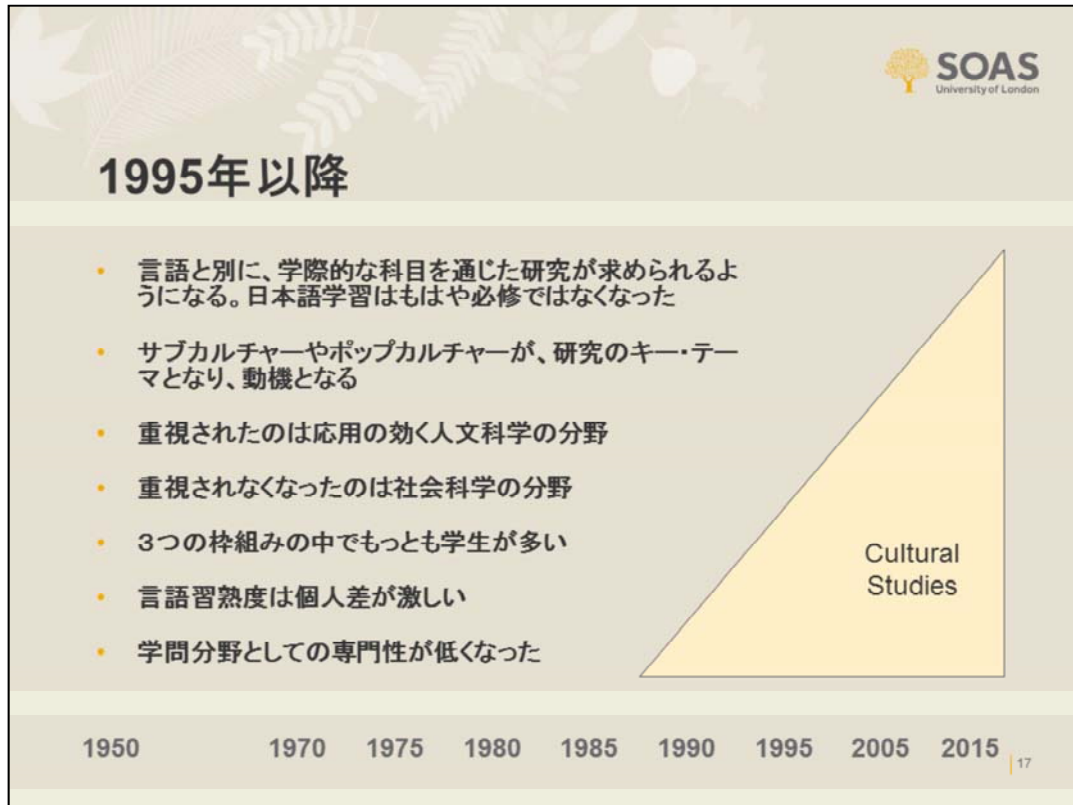 SOAS
University of London
1995年以降
• 言語と別に、学際的な科目を通じた研究が求められるよ
うになる。日本語学習はもはや必修ではなくなった
• サブカルチャーやポップカルチャーが、研究のキー・テー
マとなり、動機となる
• 重視されたのは応用の効く人文科学の分野
• 重視されなくなったのは社会科学の分野
• ３つの枠組みの中でもっとも学生が多い
• 言語習熟度は個人差が激しい
• 学問分野としての専門性が低くなった
Cultural
Studies
1950 1970 1975 1980 1985 1990 1995 2005 2015
17